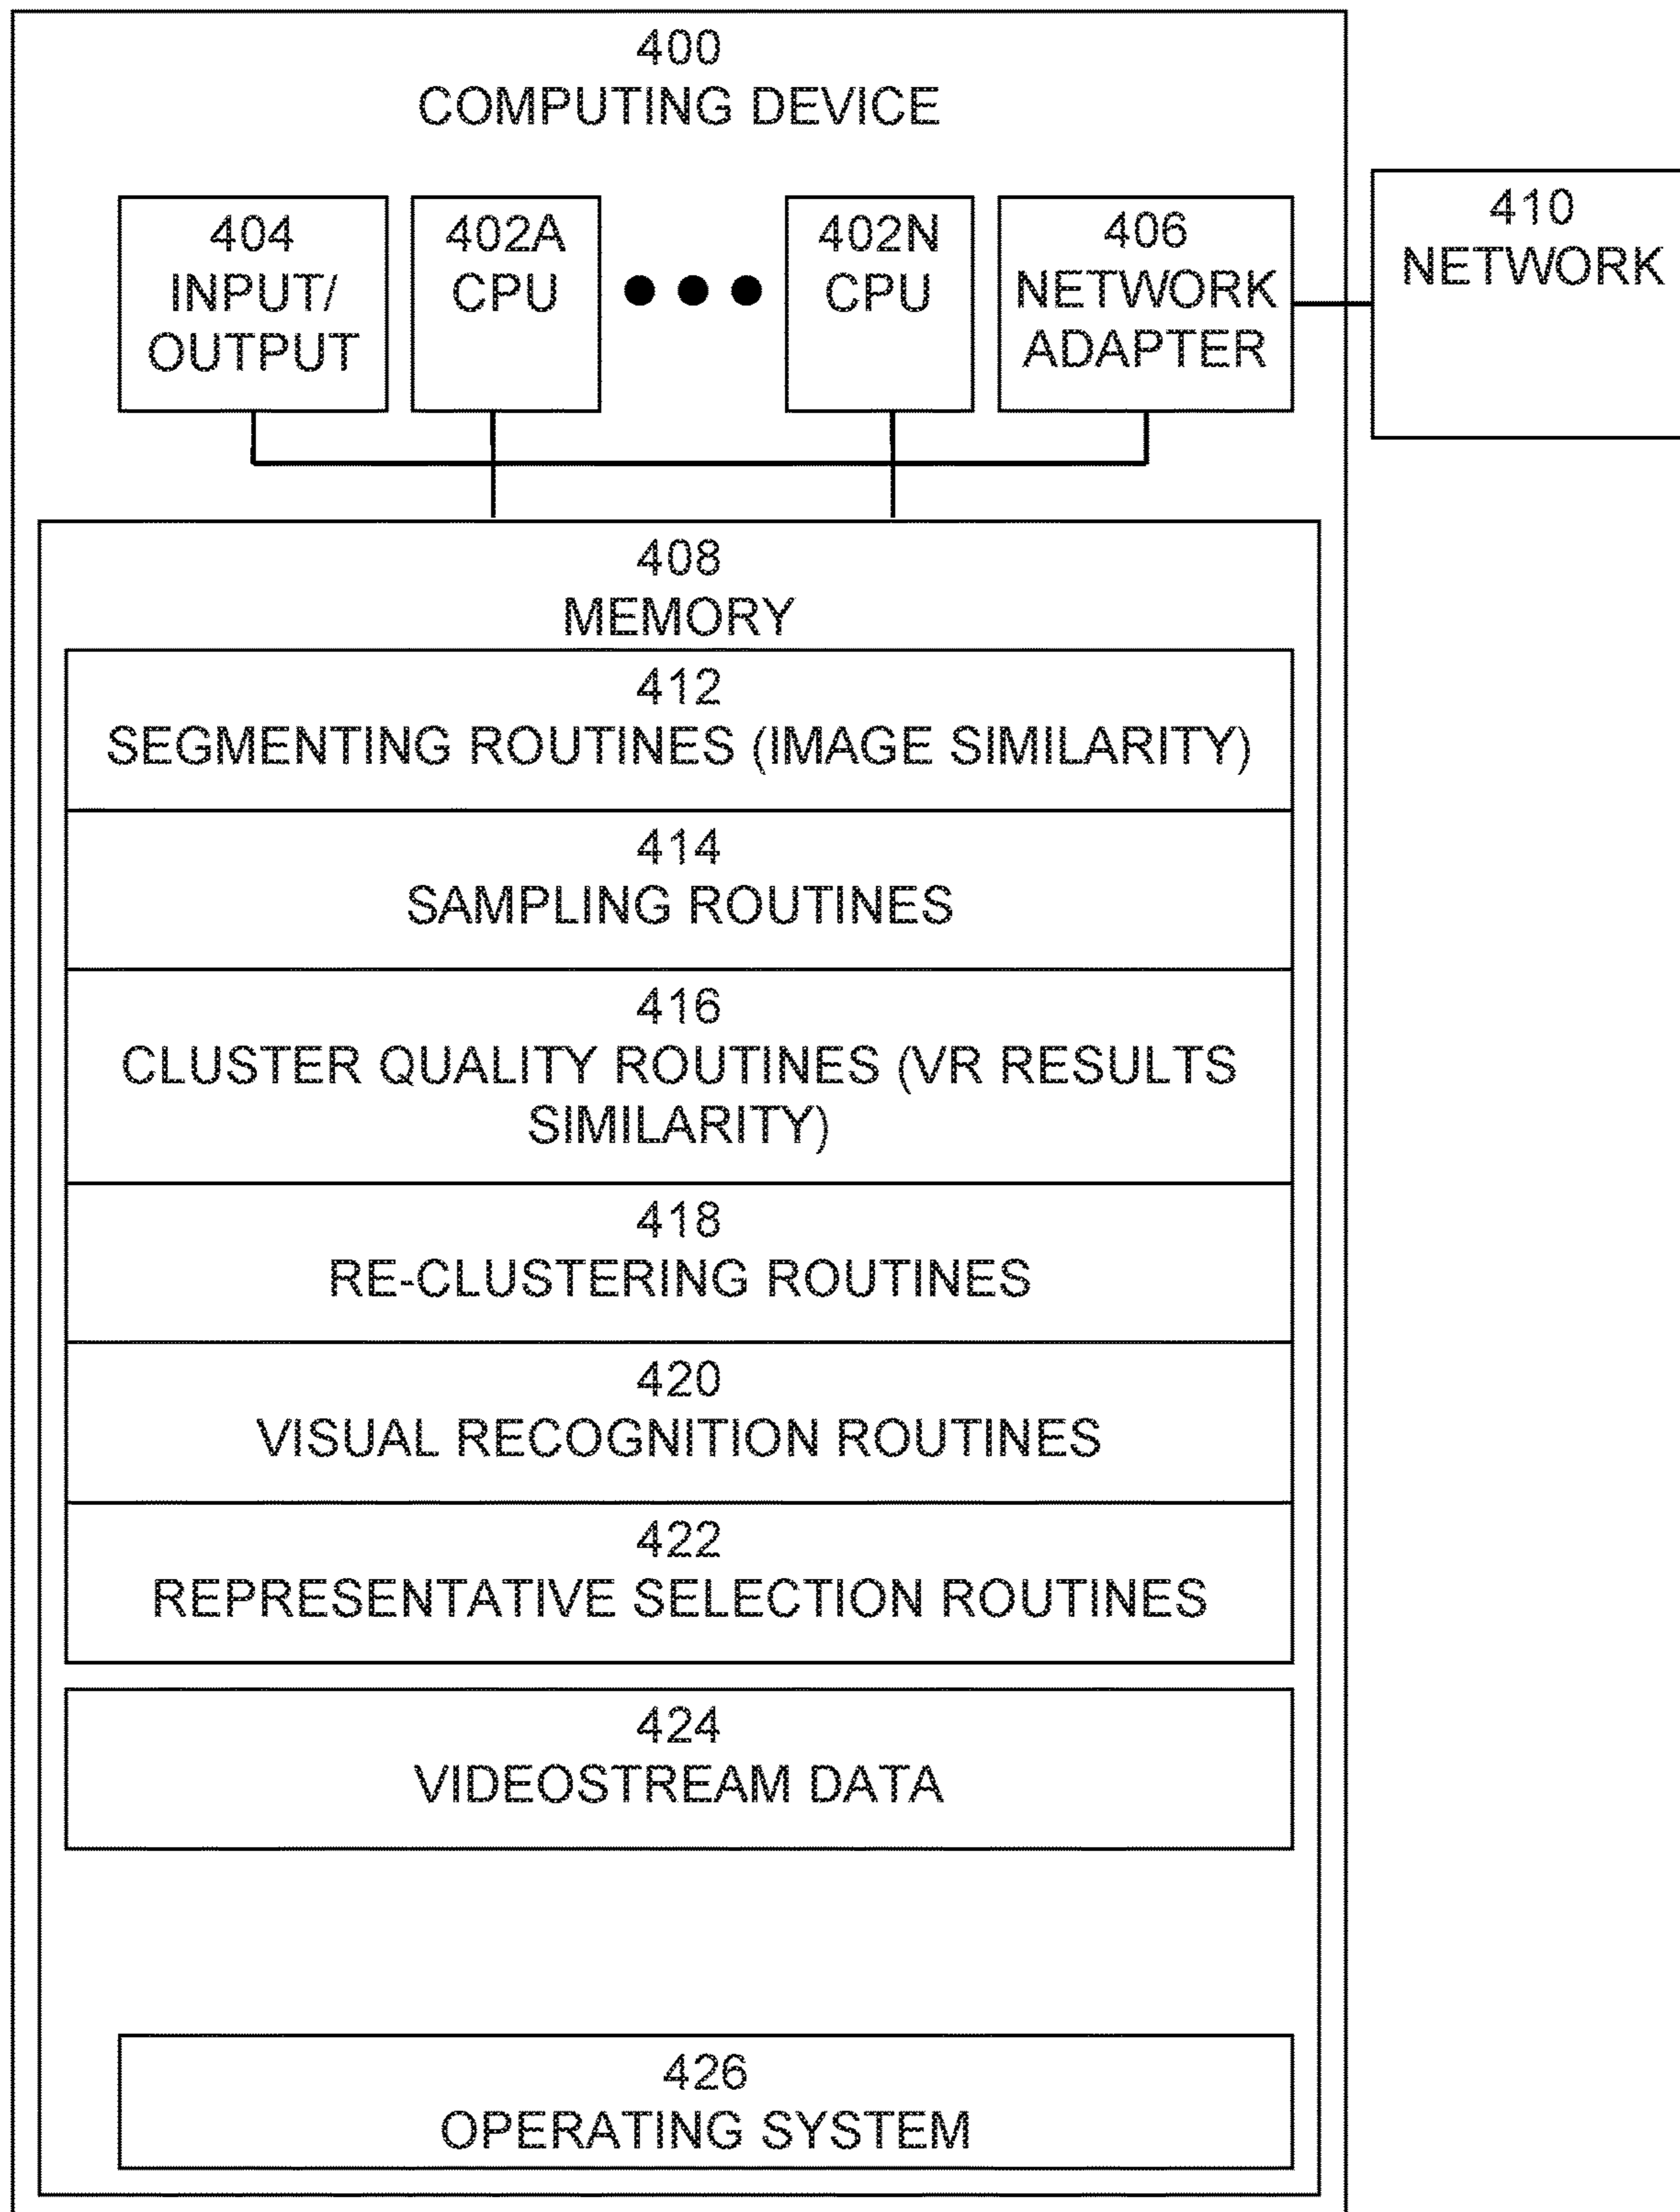 400
COMPUTING DEVICE
404
INPUT/
OUTPUT
402A
CPU
402N
CPU
406
NETWORK
ADAPTER
410
NETWORK
408
MEMORY
412
SEGMENTING ROUTINES (IMAGE SIMILARITY)
414
SAMPLING ROUTINES
416
CLUSTER QUALITY ROUTINES (VR RESULTS
SIMILARITY)
418
RE-CLUSTERING ROUTINES
420
VISUAL RECOGNITION ROUTINES
422
REPRESENTATIVE SELECTION ROUTINES
424
VIDEOSTREAM DATA
426
OPERATING SYSTEM